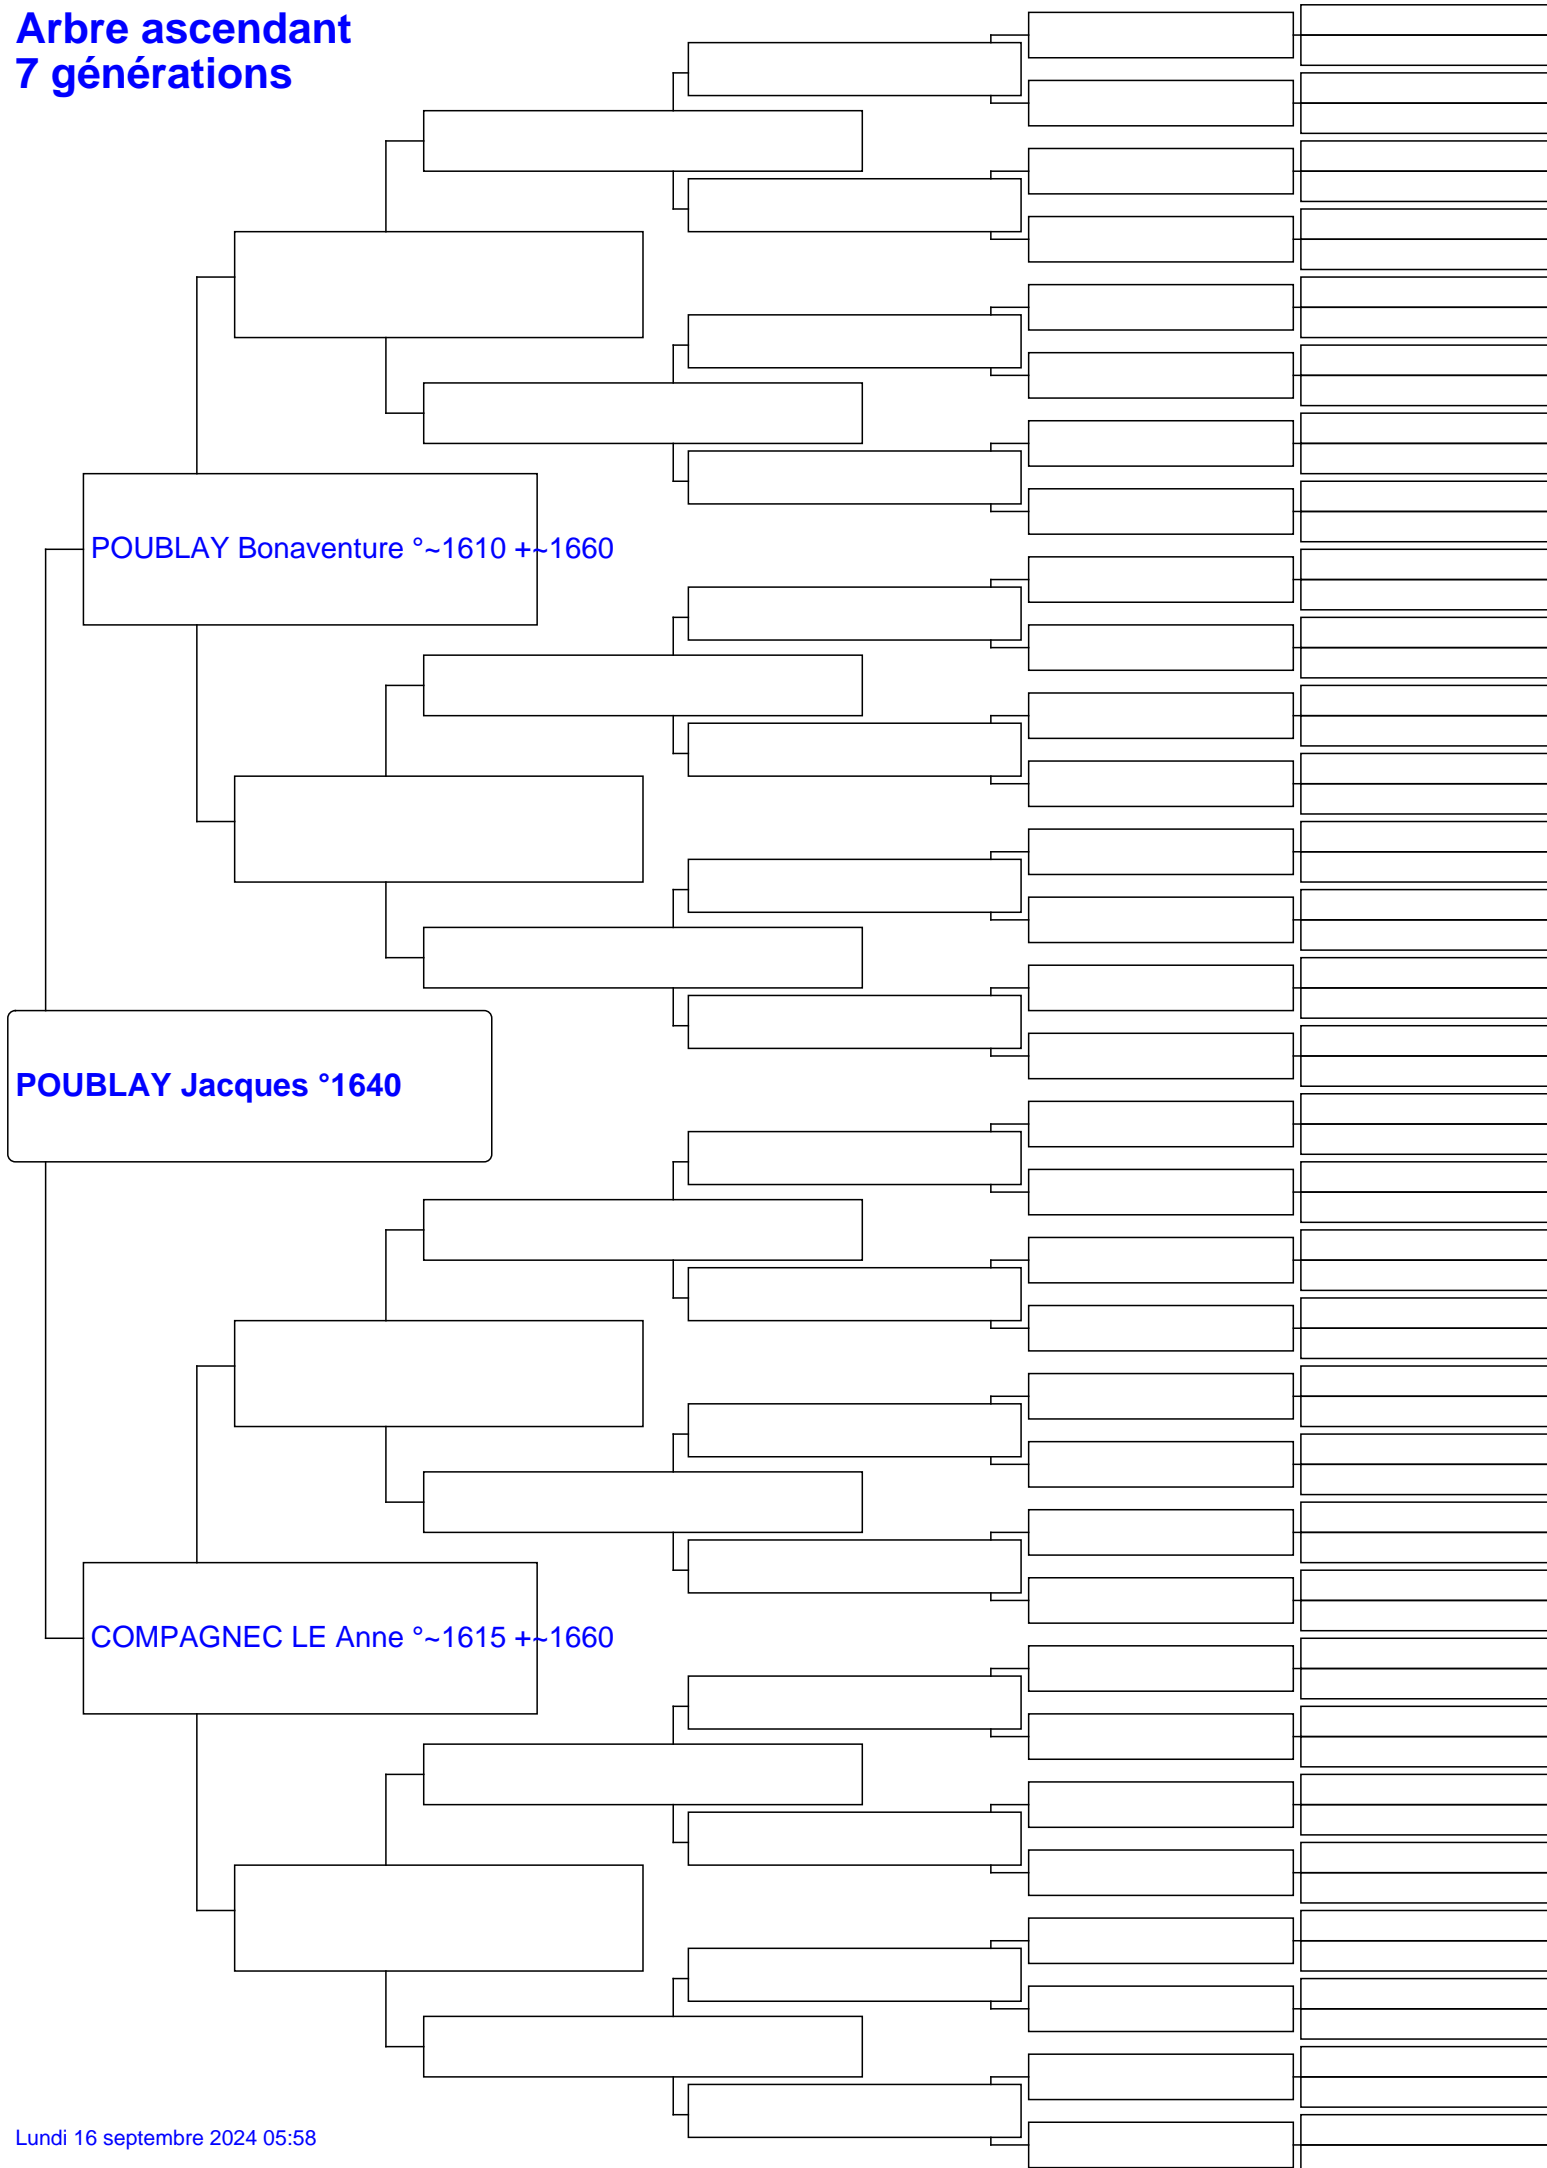 Arbre ascendant
7 générations
POUBLAY Bonaventure °~1610 +~1660
POUBLAY Jacques °1640
COMPAGNEC LE Anne °~1615 +~1660
Lundi 16 septembre 2024 05:58